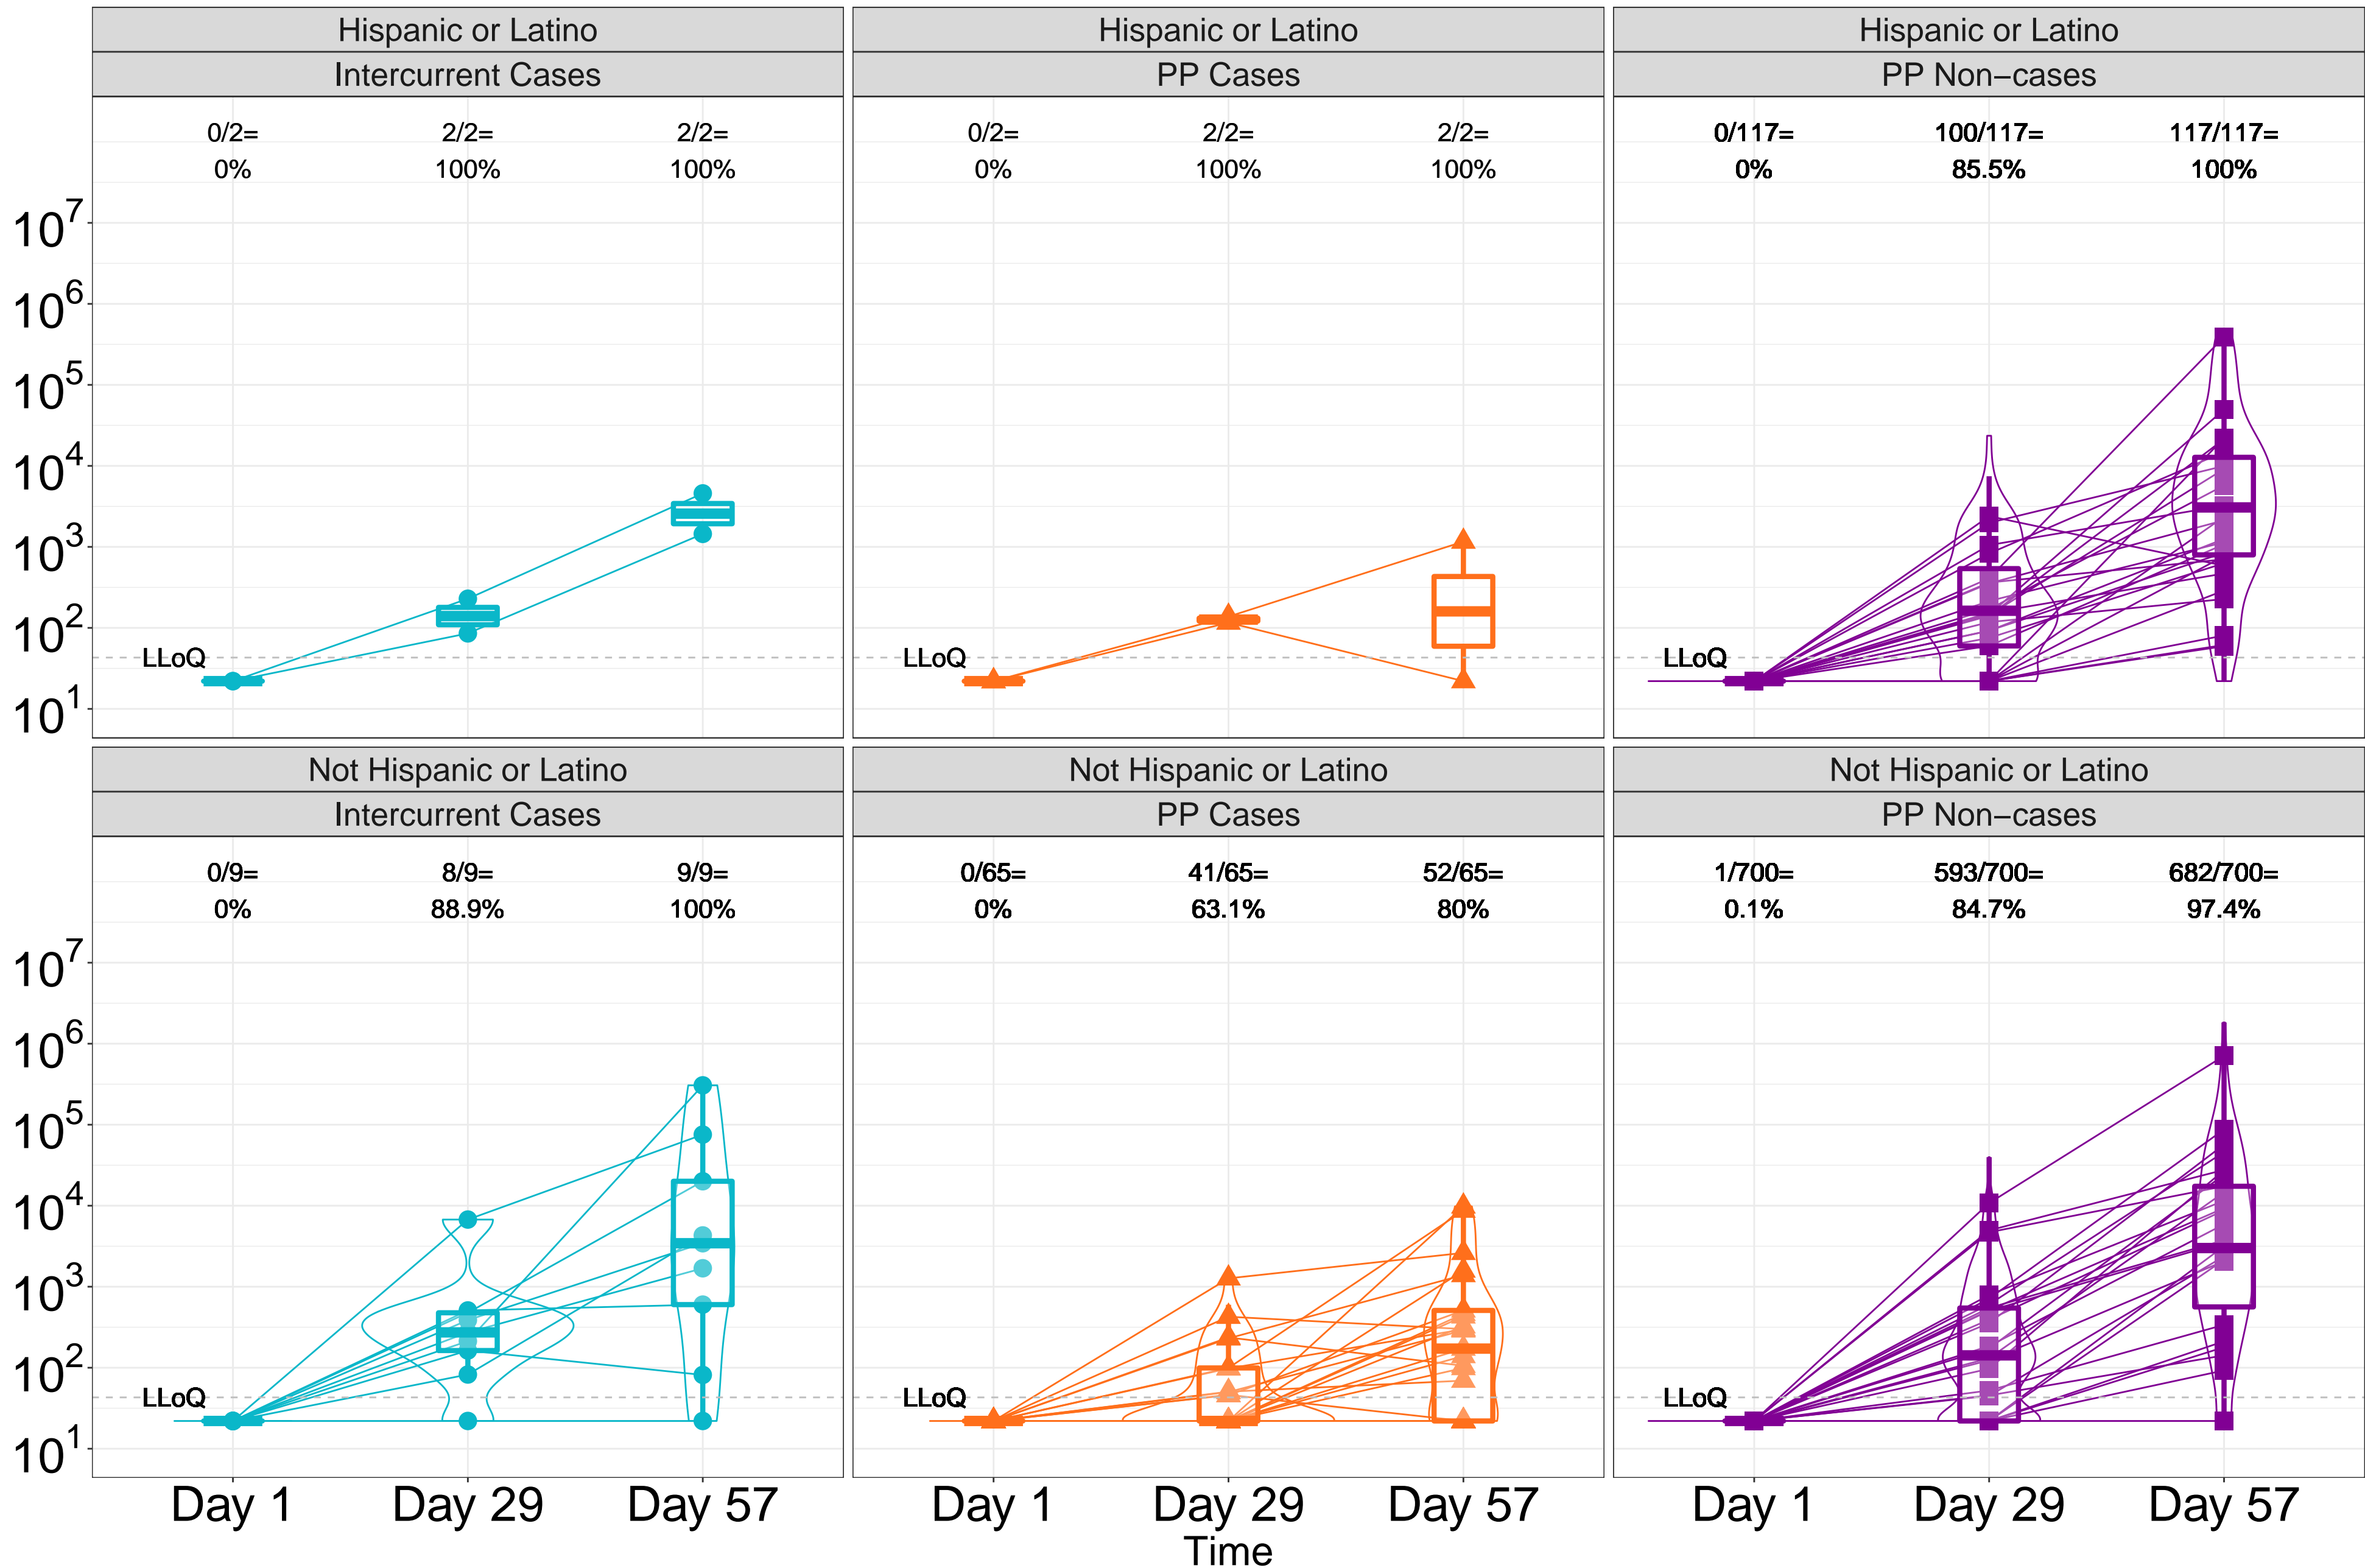 Hispanic or Latino
Intercurrent Cases
0/2=
0%
2/2=
100%
2/2=
100%
Hispanic or Latino
PP Cases
0/2=
0%
2/2=
100%
2/2=
100%
Hispanic or Latino
PP Non−cases
0/117=
0%
100/117=
85.5%
117/117=
100%
10^7
10^6
10^5
10^4
10^3
10^2
10^1
LLoQ
LLoQ
LLoQ
Not Hispanic or Latino
Intercurrent Cases
0/9=
0%
8/9=
88.9%
9/9=
100%
Not Hispanic or Latino
PP Cases
0/65=
0%
41/65=
63.1%
52/65=
80%
Not Hispanic or Latino
PP Non−cases
1/700=
0.1%
593/700=
84.7%
682/700=
97.4%
10^7
10^6
10^5
10^4
10^3
10^2
10^1
LLoQ
LLoQ
LLoQ
Day 1 Day 29 Day 57
Day 1 Day 29 Day 57
Day 1 Day 29 Day 57
Time